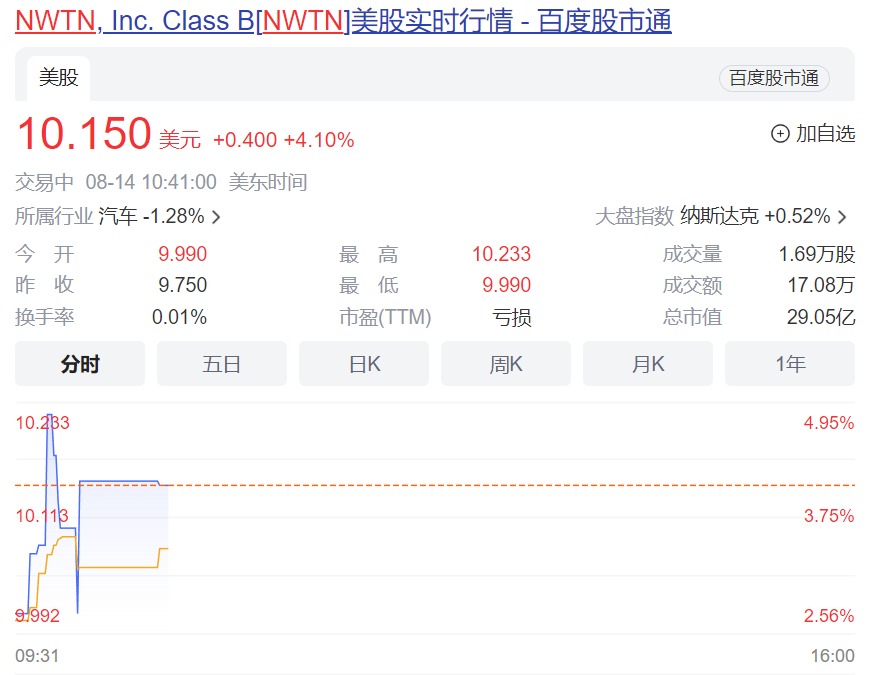 NWTN, Inc. Class B[NWTN]美股实时行情 - 百度股市通
美股 百度股市通
10.150 美元 +0.400 +4.10% 加自选
交易中 08-14 10:41:00 美东时间
所属行业 汽车 -1.28% 大盘指数 纳斯达克 +0.52%
今开 9.990 最高 10.233 成交量 1.69万股
昨收 9.750 最低 9.990 成交额 17.08万
换手率 0.01% 市盈(TTM) 亏损 总市值 29.05亿
分时 五日 日K 周K 月K 1年
10.233 4.95%
10.113 3.75%
9.992 2.56%
09:31 16:00